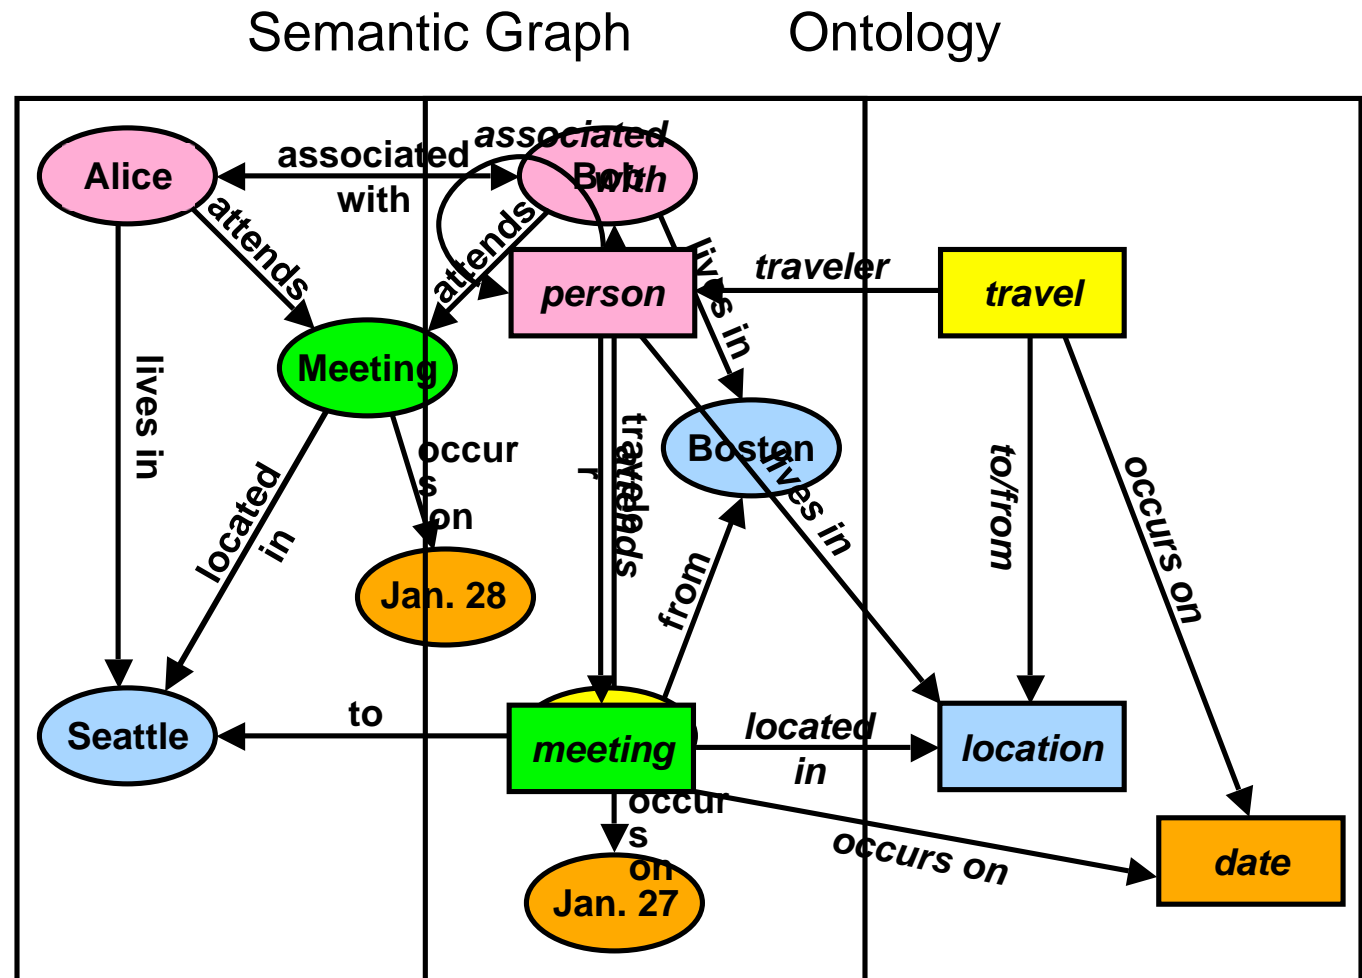 Semantic Graph
Ontology
Alice
associated
with
associated
with
Bob
attends
attends
lives in
person
traveler
travel
Meeting
lives in
occur
s
on
located
in
travele
r
attends
Boston
lives in
to/from
occurs on
from
Jan. 28
Seattle
to
meeting
located
in
location
occur
s
on
occurs on
date
Jan. 27